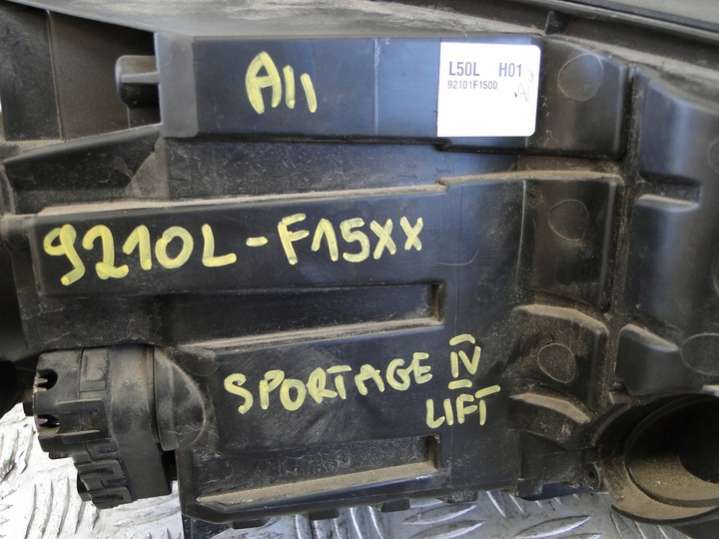 A11
L50L H01
92101F1500
9210L-F15XX
SPORTAGE IV
LIFT